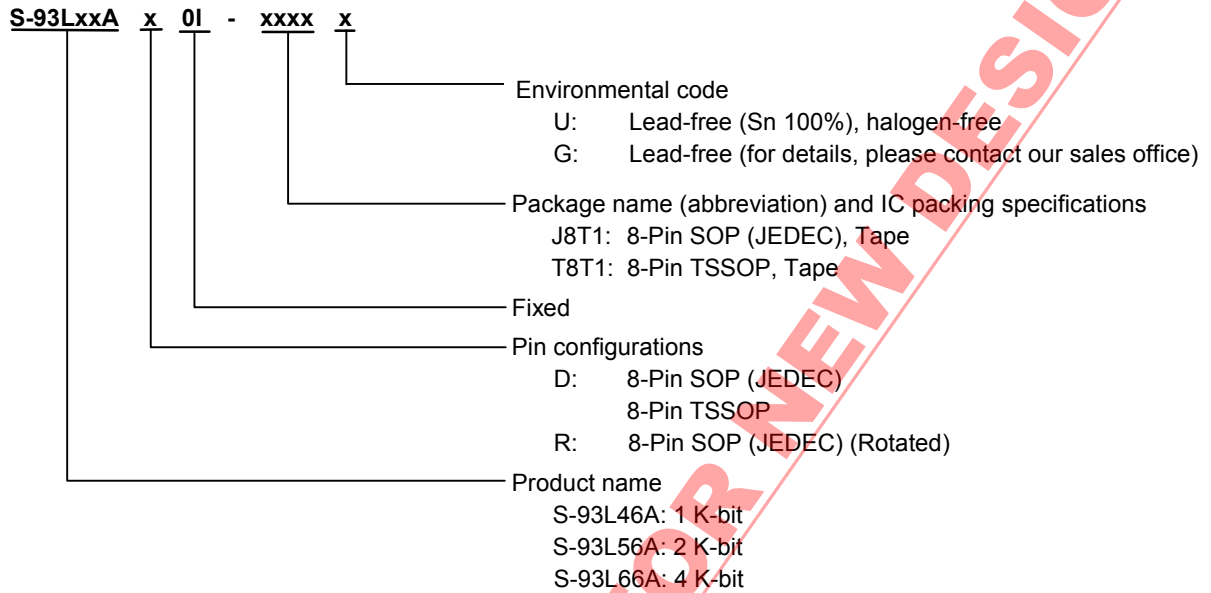 S-93LxxA x 0I - xxxx x
Environmental code
U: Lead-free (Sn 100%), halogen-free
G: Lead-free (for details, please contact our sales office)
Package name (abbreviation) and IC packing specifications
J8T1: 8-Pin SOP (JEDEC), Tape
T8T1: 8-Pin TSSOP, Tape
Fixed
Pin configurations
D: 8-Pin SOP (JEDEC)
8-Pin TSSOP
R: 8-Pin SOP (JEDEC) (Rotated)
Product name
S-93L46A: 1 K-bit
S-93L56A: 2 K-bit
S-93L66A: 4 K-bit
OR NEW DESIG